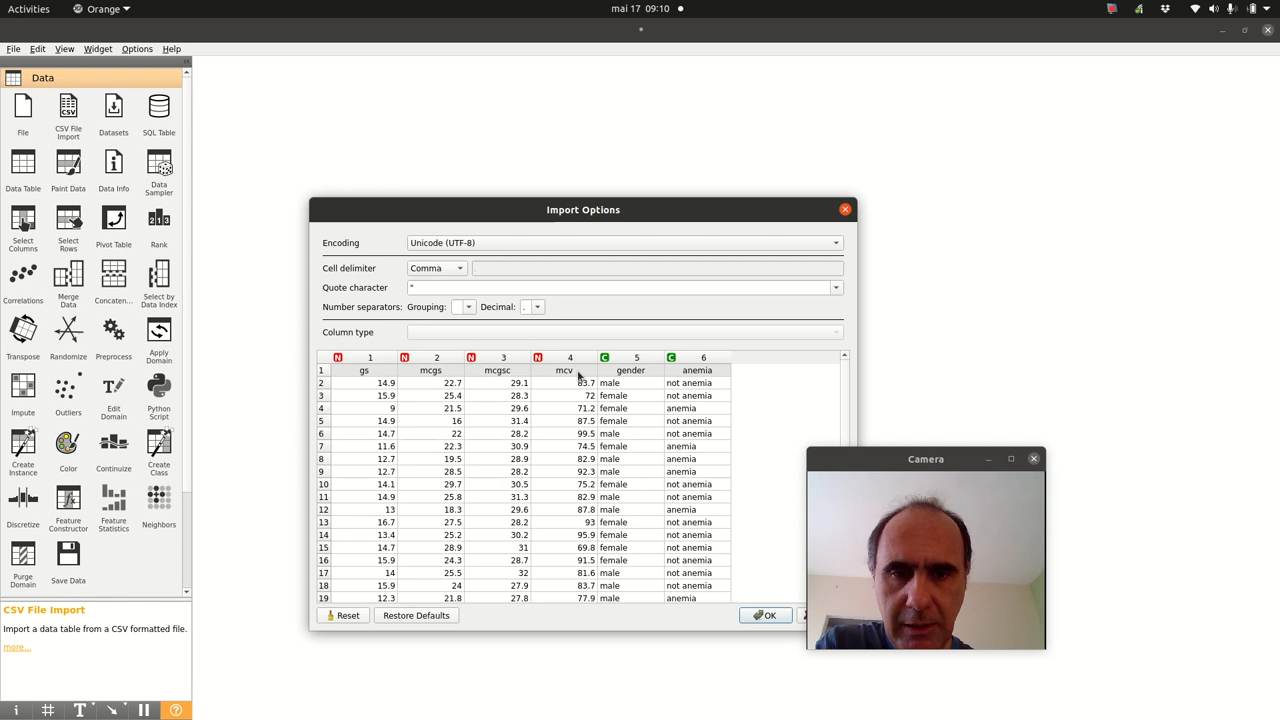 Activities Orange mai 17 09:10
File Edit View Widget Options Help
Data
File CSV File Import Datasets SQL Table
Data Table Paint Data Data Info Data Sampler
Select Columns Select Rows Pivot Table Rank
Correlations Merge Data Concaten... Select by Data Index
Transpose Randomize Preprocess Apply Domain
Impute Outliers Edit Domain Python Script
Create Instance Color Continuize Create Class
Discretize Feature Constructor Feature Statistics Neighbors
Purge Domain Save Data
CSV File Import
Import a data table from a CSV formatted file.
more...
Import Options
Encoding Unicode (UTF-8)
Cell delimiter Comma
Quote character "
Number separators: Grouping: Decimal: .
Column type
N 1 N 2 N 3 N 4 C 5 C 6
1 gs mcgs mcgsc mcv gender anemia
2 14.9 22.7 29.1 83.7 male not anemia
3 15.9 25.4 28.3 72 female not anemia
4 9 21.5 29.6 71.2 female anemia
5 14.9 16 31.4 87.5 female not anemia
6 14.7 22 28.2 99.5 male not anemia
7 11.6 22.3 30.9 74.5 female anemia
8 12.7 19.5 28.9 82.9 male anemia
9 12.7 28.5 28.2 92.3 male anemia
10 14.1 29.7 30.5 75.2 female not anemia
11 14.9 25.8 31.3 82.9 male not anemia
12 13 18.3 29.6 87.8 male anemia
13 16.7 27.5 28.2 93 female not anemia
14 13.4 25.2 30.2 95.9 female not anemia
15 14.7 28.9 31 69.8 female not anemia
16 15.9 24.3 28.7 91.5 female not anemia
17 14 25.5 32 81.6 male not anemia
18 15.9 24 27.9 83.7 male not anemia
19 12.3 21.8 27.8 77.9 male anemia
Reset Restore Defaults OK
Camera